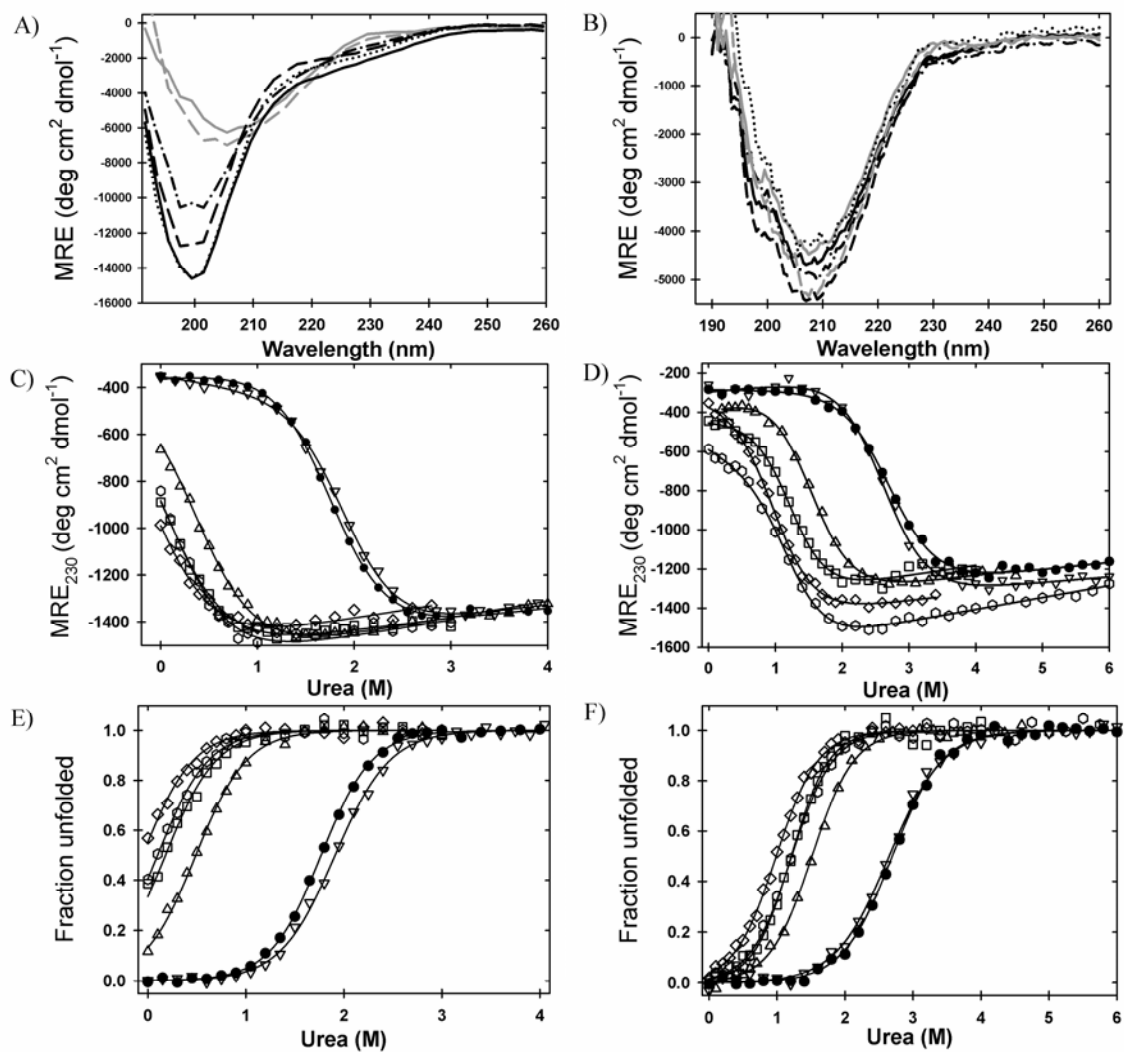 A)
0
-2000
-4000
-6000
-8000
-10000
-12000
-14000
-16000
MRE (deg cm² dmol⁻¹)
200 210 220 230 240 250 260
Wavelength (nm)
B)
0
-1000
-2000
-3000
-4000
-5000
MRE (deg cm² dmol⁻¹)
190 200 210 220 230 240 250 260
Wavelength (nm)
C)
-400
-600
-800
-1000
-1200
-1400
MRE₂₃₀ (deg cm² dmol⁻¹)
0 1 2 3 4
Urea (M)
D)
-200
-400
-600
-800
-1000
-1200
-1400
-1600
MRE₂₃₀ (deg cm² dmol⁻¹)
0 1 2 3 4 5 6
Urea (M)
E)
1.0
0.8
0.6
0.4
0.2
0.0
Fraction unfolded
0 1 2 3 4
Urea (M)
F)
1.0
0.8
0.6
0.4
0.2
0.0
Fraction unfolded
0 1 2 3 4 5 6
Urea (M)